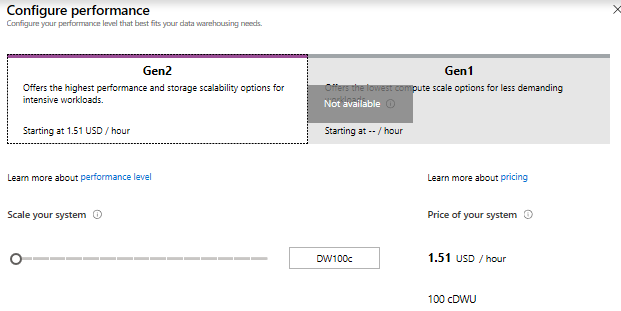 Configure performance
Configure your performance level that best fits your data warehousing needs.
Gen2
Offers the highest performance and storage scalability options for
intensive workloads.
Starting at 1.51 USD / hour
Gen1
Offers the lowest compute scale options for less demanding
Not available
Starting at -- / hour
Learn more about performance level
Learn more about pricing
Scale your system
DW100c
Price of your system
1.51 USD / hour
100 cDWU